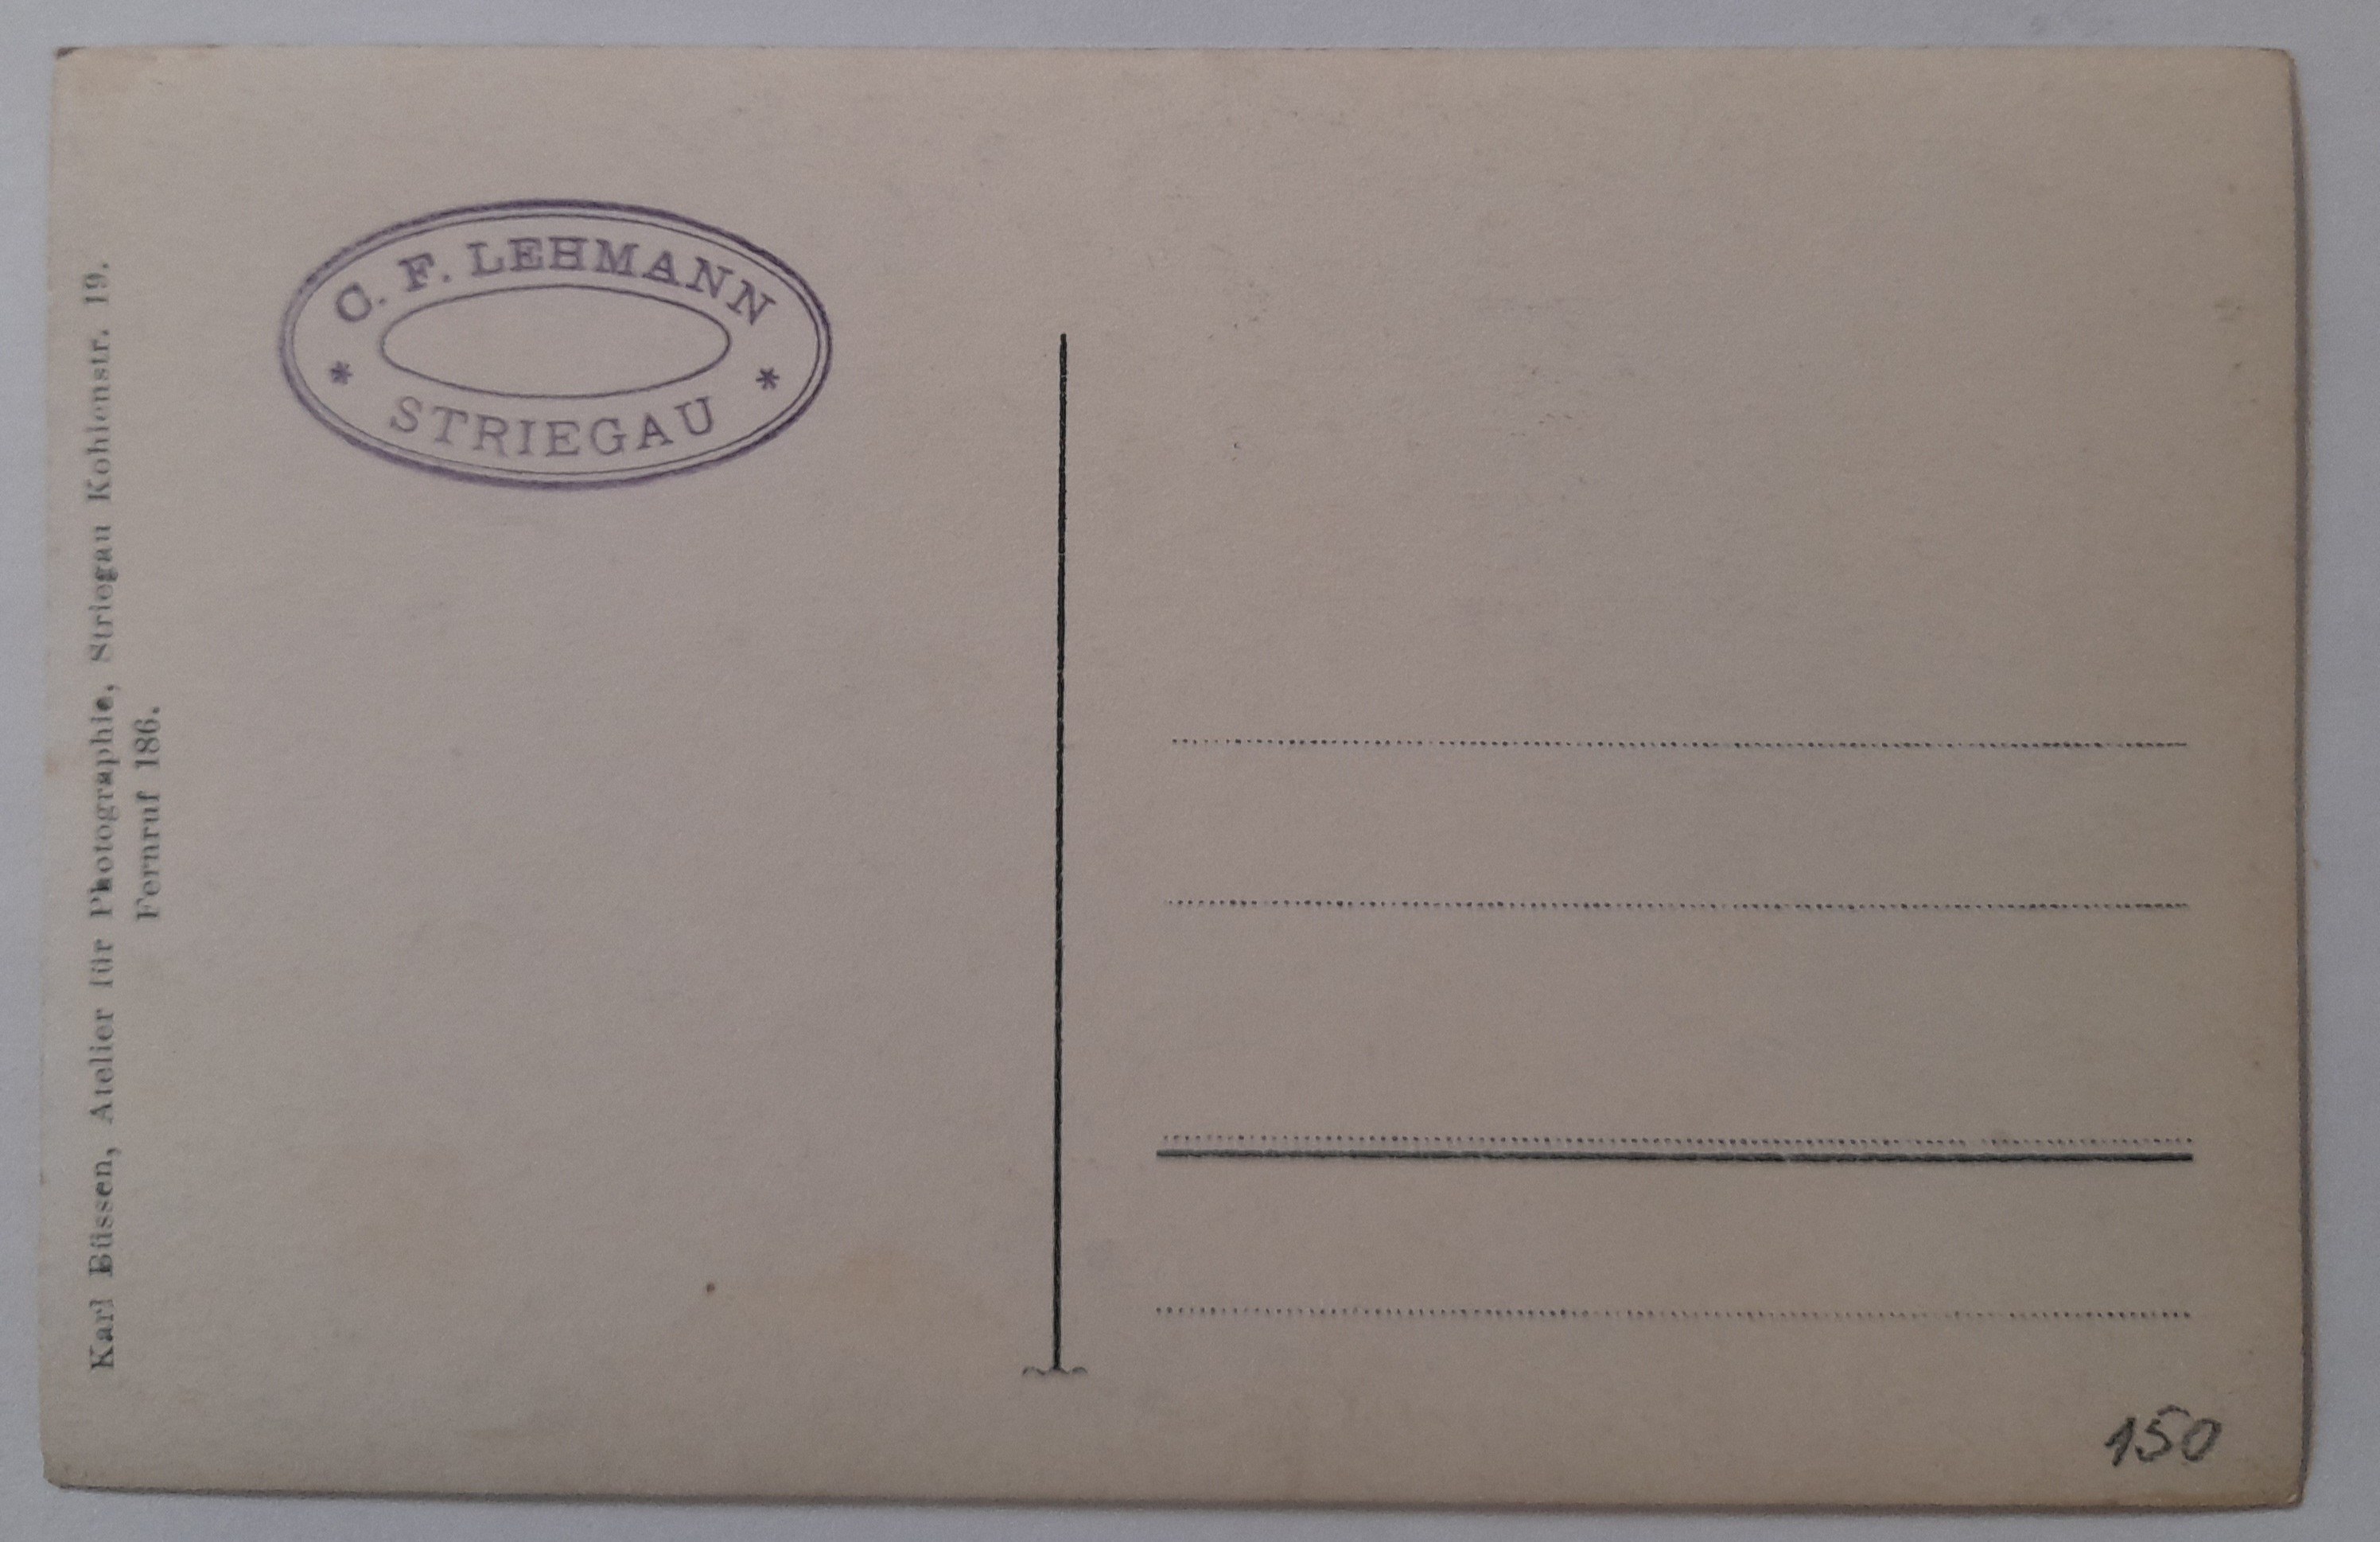 C. F. LEHMANN
* *
STRIEGAU
Karl Büssen, Atelier für Photographie, Striegau Kohlenstr. 19.
Fernruf 186.
150